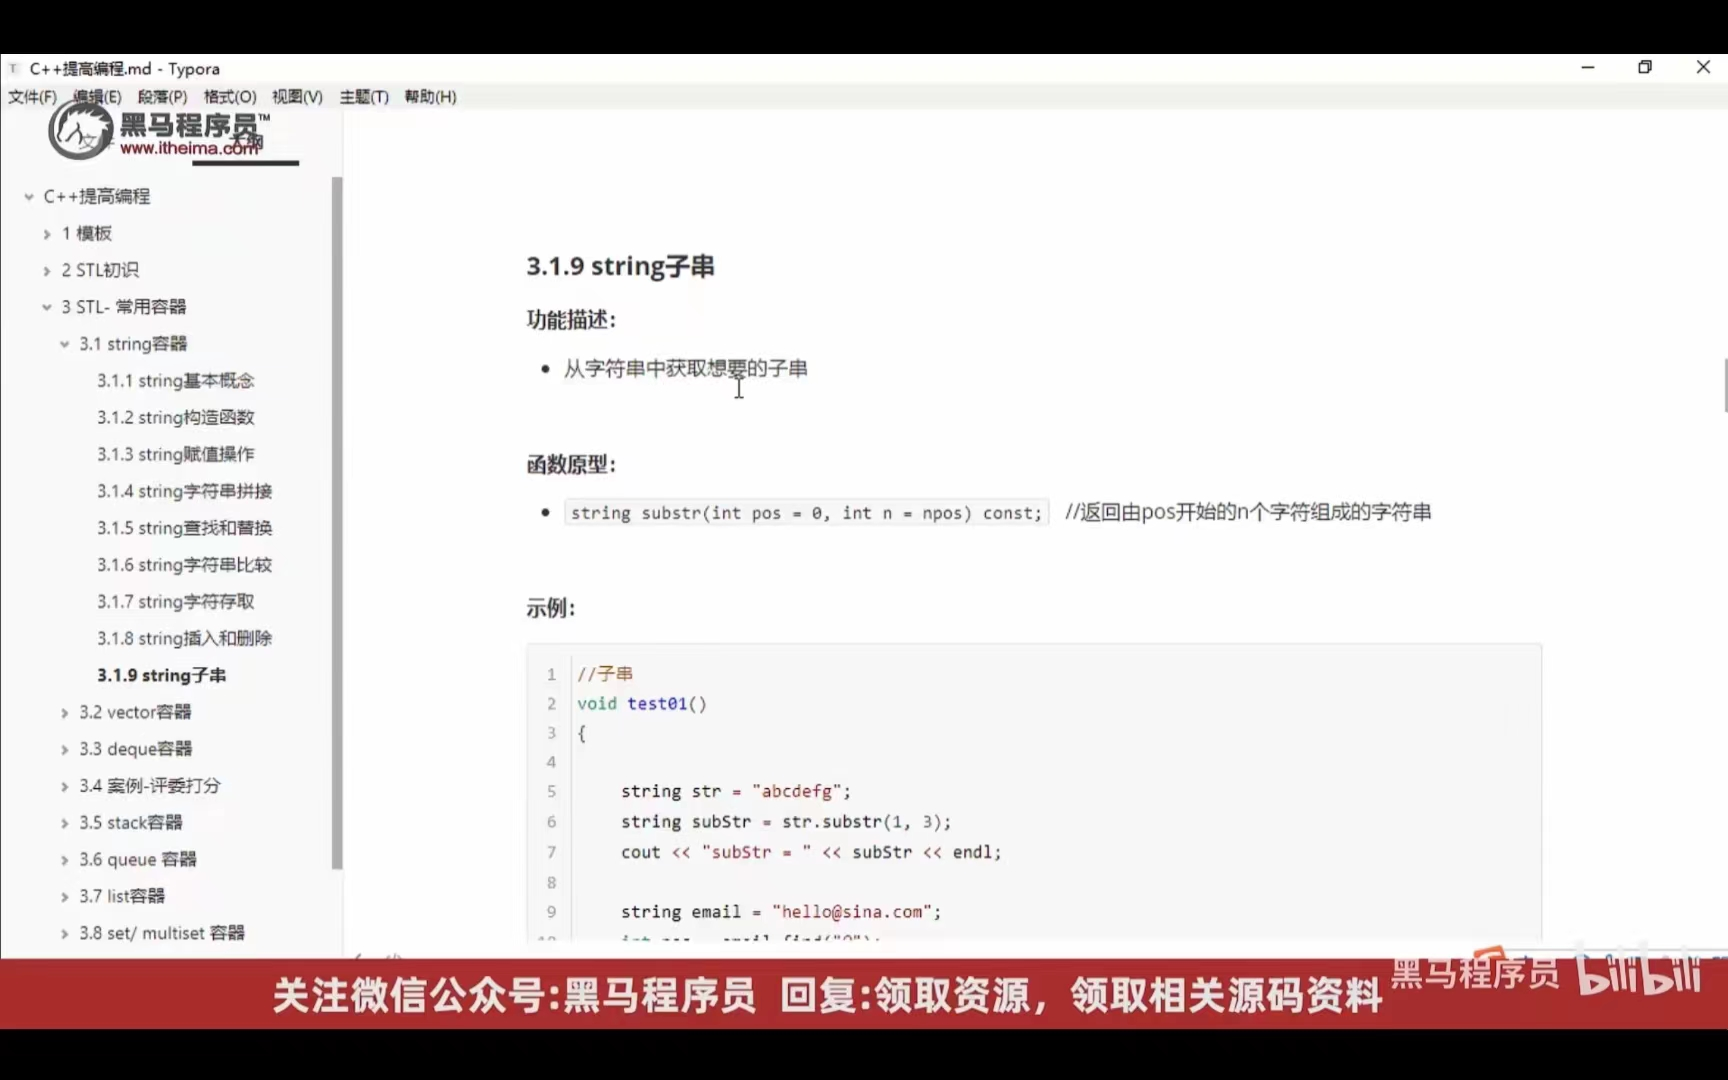 C++提高编程.md - Typora
文件(F) 编辑(E) 段落(P) 格式(O) 视图(V) 主题(T) 帮助(H)
黑马程序员™
www.itheima.com
大纲
C++提高编程
1 模板
2 STL初识
3 STL- 常用容器
3.1 string容器
3.1.1 string基本概念
3.1.2 string构造函数
3.1.3 string赋值操作
3.1.4 string字符串拼接
3.1.5 string查找和替换
3.1.6 string字符串比较
3.1.7 string字符存取
3.1.8 string插入和删除
3.1.9 string子串
3.2 vector容器
3.3 deque容器
3.4 案例-评委打分
3.5 stack容器
3.6 queue 容器
3.7 list容器
3.8 set/ multiset 容器
3.1.9 string子串
功能描述：
从字符串中获取想要的子串
函数原型：
string substr(int pos = 0, int n = npos) const; //返回由pos开始的n个字符组成的字符串
示例：
1 //子串
2 void test01()
3 {
4
5 string str = "abcdefg";
6 string subStr = str.substr(1, 3);
7 cout << "subStr = " << subStr << endl;
8
9 string email = "hello@sina.com";
关注微信公众号:黑马程序员 回复:领取资源，领取相关源码资料
黑马程序员 bilibili